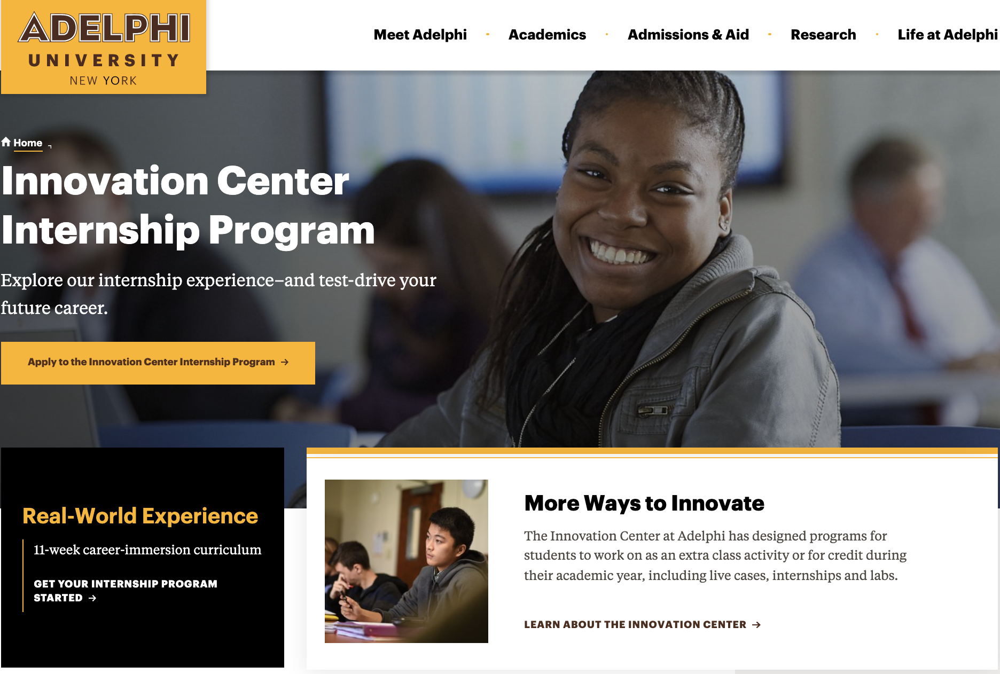 ADELPHI
UNIVERSITY
NEW YORK
Meet Adelphi
Academics
Admissions & Aid
Research
Life at Adelphi
Home
Innovation Center
Internship Program
Explore our internship experience–and test-drive your
future career.
Apply to the Innovation Center Internship Program →
Real-World Experience
11-week career-immersion curriculum
GET YOUR INTERNSHIP PROGRAM
STARTED →
More Ways to Innovate
The Innovation Center at Adelphi has designed programs for
students to work on as an extra class activity or for credit during
their academic year, including live cases, internships and labs.
LEARN ABOUT THE INNOVATION CENTER →